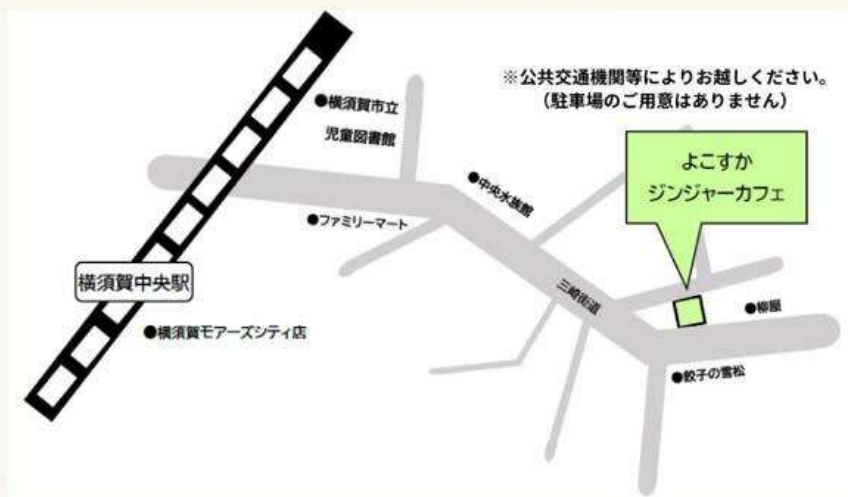 ※公共交通機関等によりお越しください。
（駐車場のご用意はありません）
●横須賀市立
児童図書館
よこすか
ジンジャーカフェ
●中央水族館
●ファミリーマート
横須賀中央駅
三崎街道
●柳屋
●横須賀モアーズシティ店
●餃子の雪松